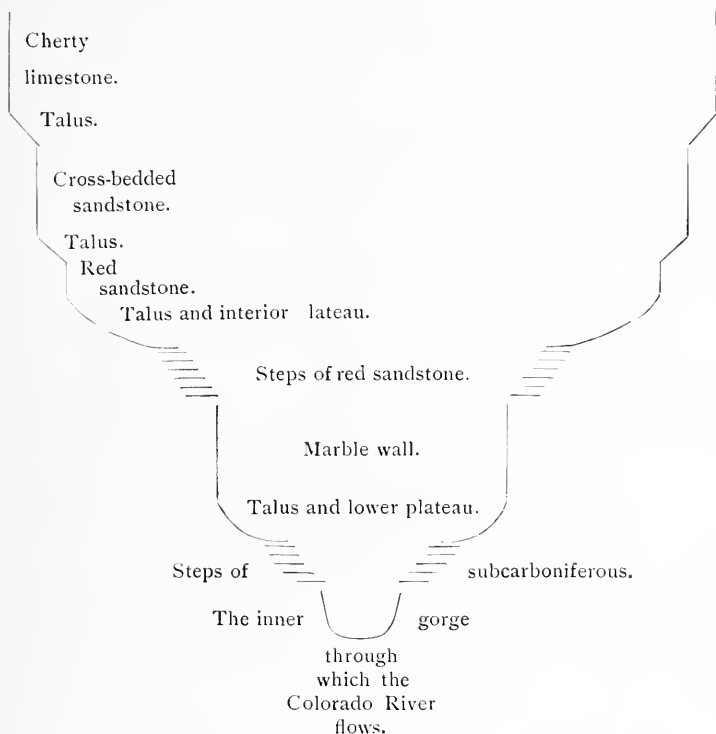 Cherty
limestone.
Talus.
Cross-bedded
sandstone.
Talus.
Red
sandstone.
Talus and interior lateau.
Steps of red sandstone.
Marble wall.
Talus and lower plateau.
Steps of subcarboniferous.
The inner gorge
through
which the
Colorado River
flows.